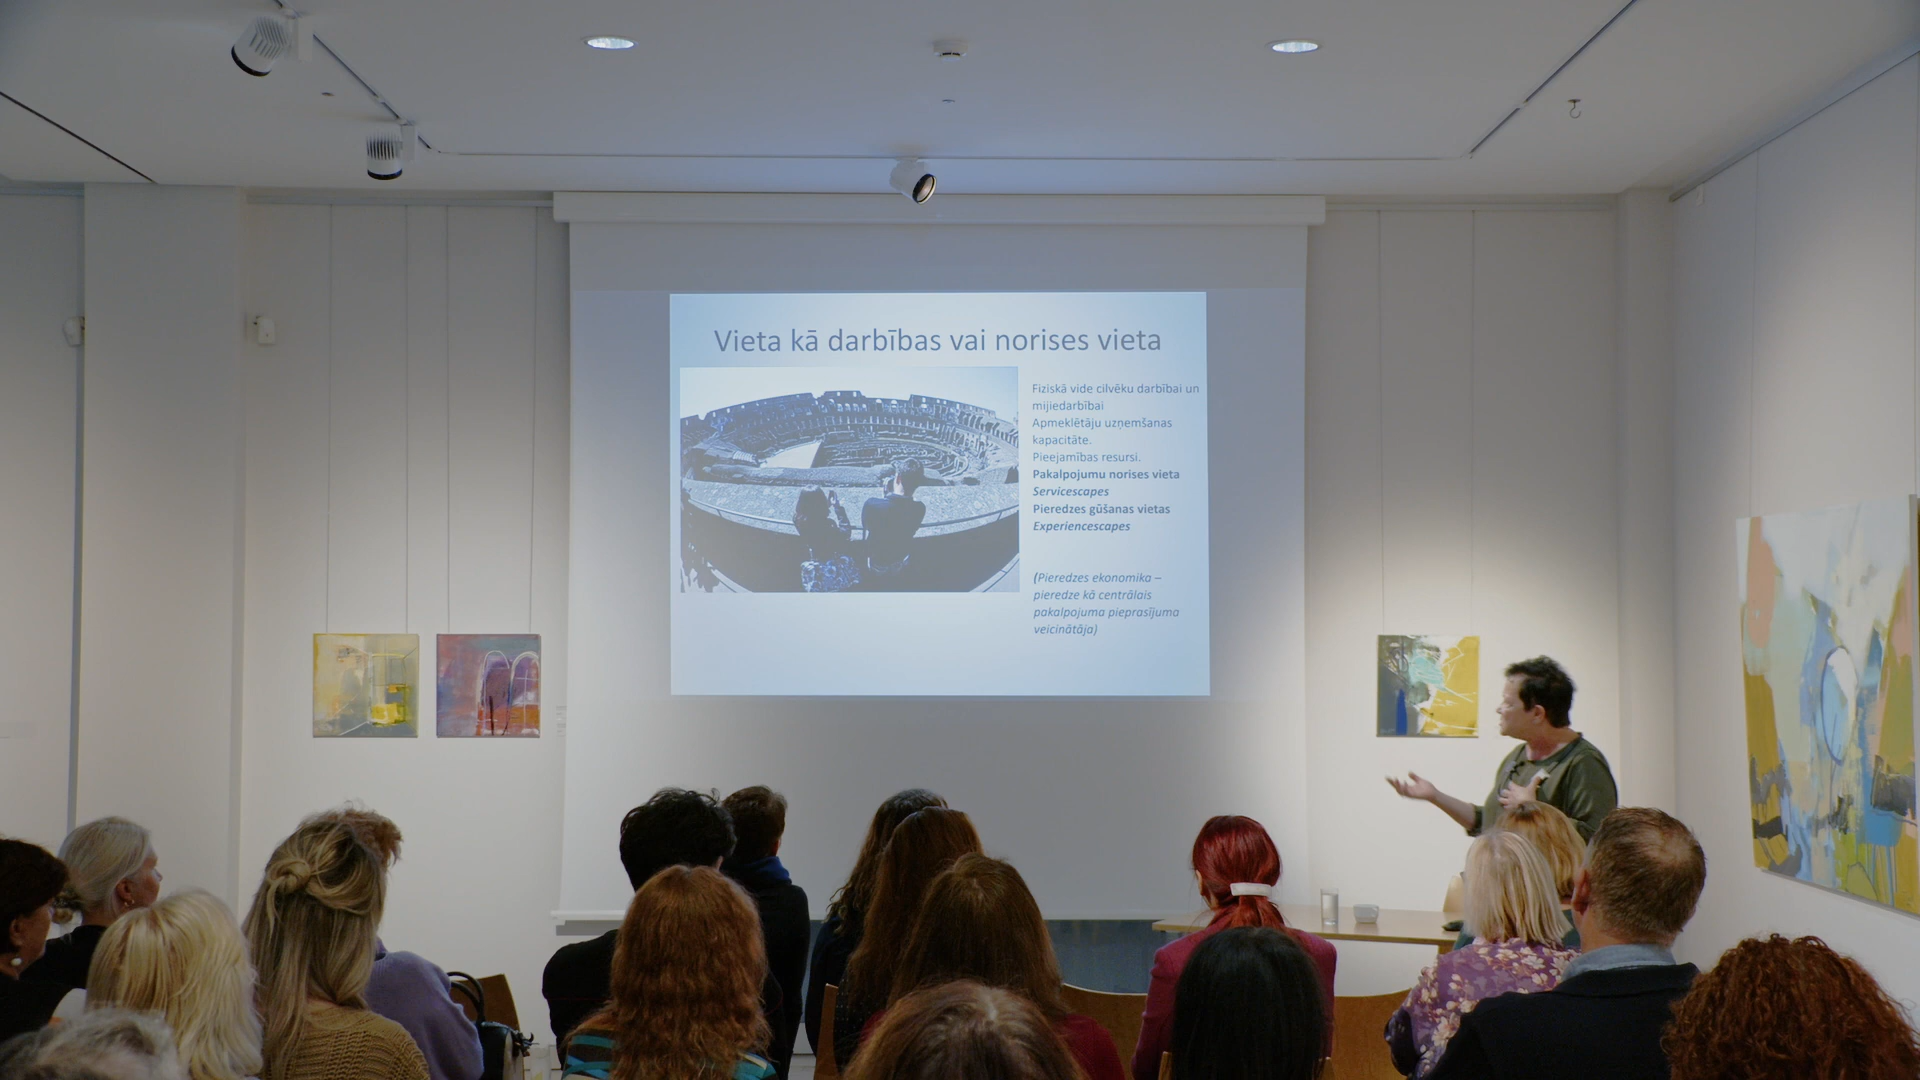 Vieta kā darbības vai norises vieta
Fiziskā vide cilvēku darbībai un
mijiedarbībai
Apmeklētāju uzņemšanas
kapacitāte.
Pieejamības resursi.
Pakalpojumu norises vieta
Servicescapes
Pieredzes gūšanas vietas
Experiencescapes
(Pieredzes ekonomika –
pieredze kā centrālais
pakalpojuma pieprasījuma
veicinātāja)